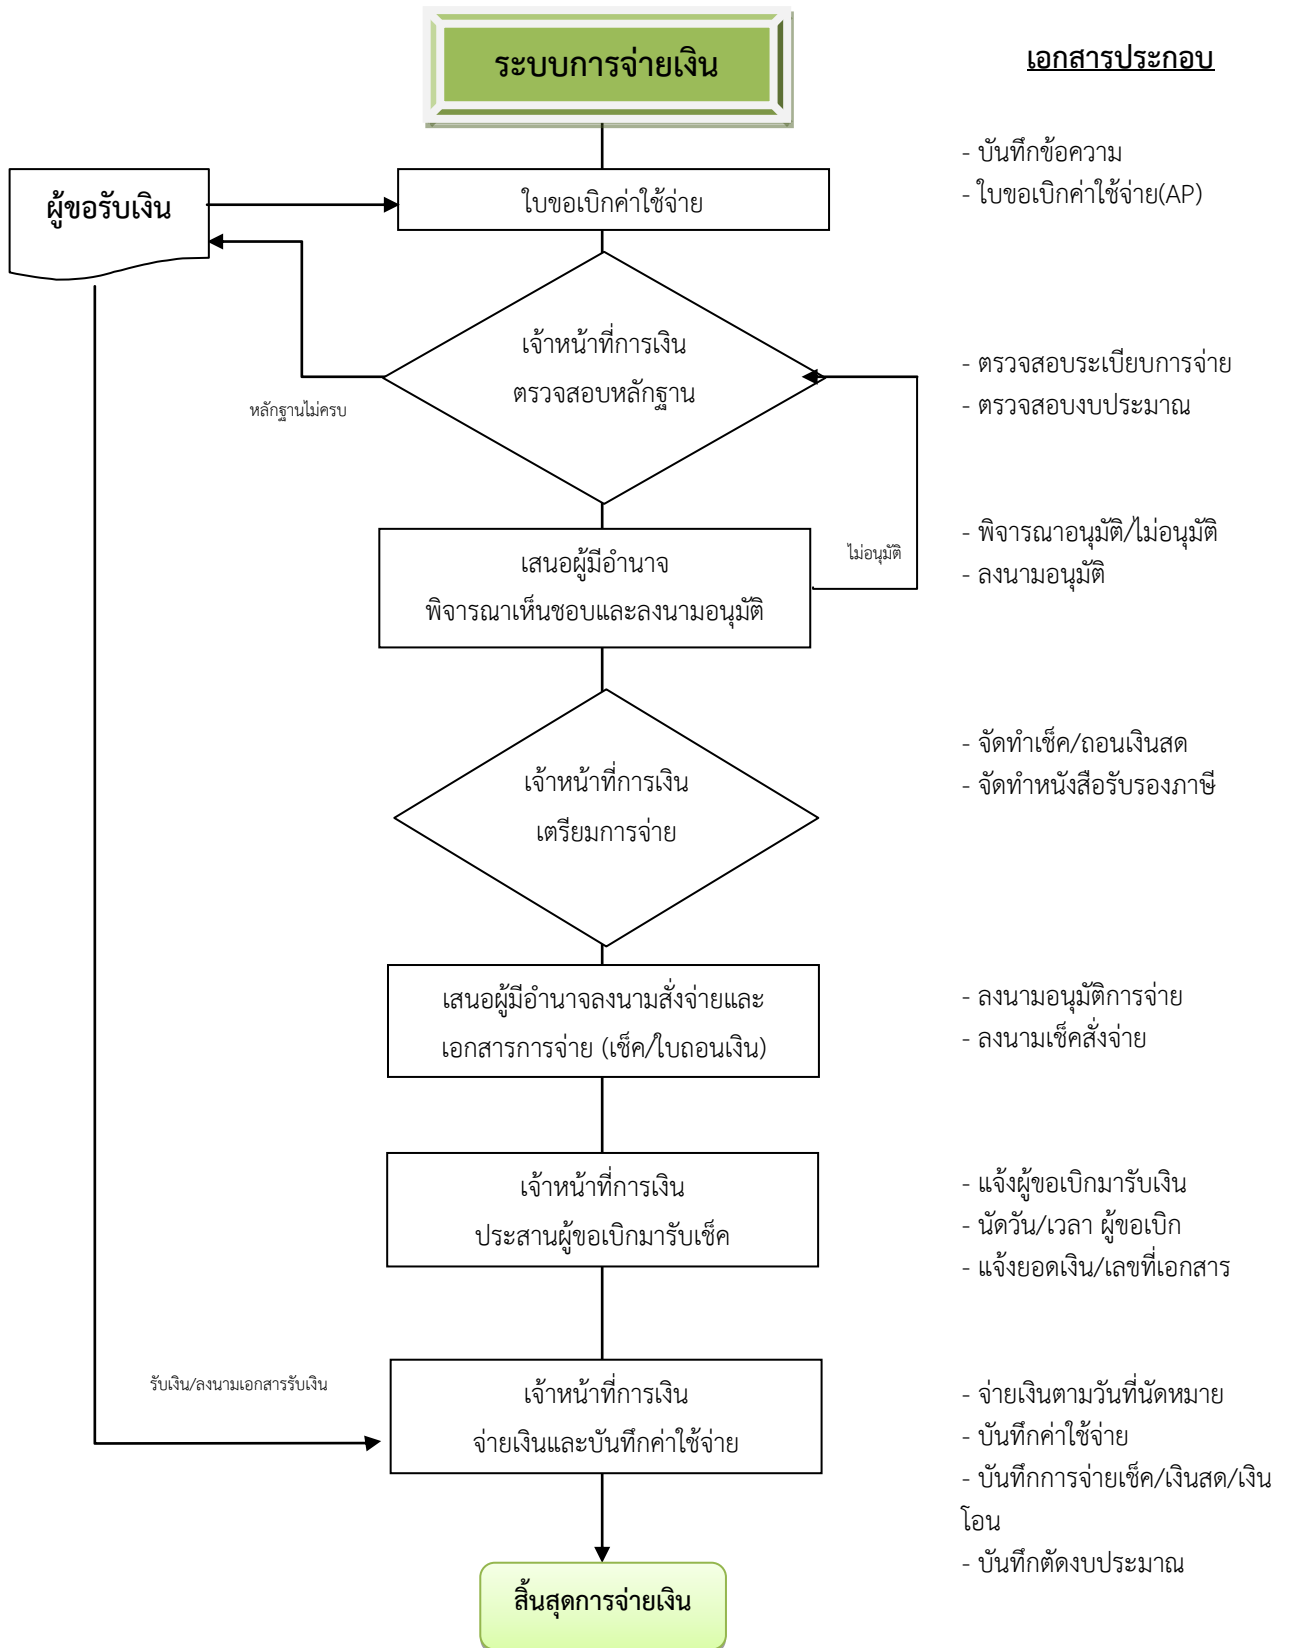 ระบบการจ่ายเงิน
เอกสารประกอบ
- บันทึกข้อความ
- ใบขอเบิกค่าใช้จ่าย(AP)
ผู้ขอรับเงิน
ใบขอเบิกค่าใช้จ่าย
เจ้าหน้าที่การเงิน
ตรวจสอบหลักฐาน
หลักฐานไม่ครบ
- ตรวจสอบระเบียบการจ่าย
- ตรวจสอบงบประมาณ
เสนอผู้มีอำนาจ
พิจารณาเห็นชอบและลงนามอนุมัติ
ไม่อนุมัติ
- พิจารณาอนุมัติ/ไม่อนุมัติ
- ลงนามอนุมัติ
เจ้าหน้าที่การเงิน
เตรียมการจ่าย
- จัดทำเช็ค/ถอนเงินสด
- จัดทำหนังสือรับรองภาษี
เสนอผู้มีอำนาจลงนามสั่งจ่ายและ
เอกสารการจ่าย (เช็ค/ใบถอนเงิน)
- ลงนามอนุมัติการจ่าย
- ลงนามเช็คสั่งจ่าย
เจ้าหน้าที่การเงิน
ประสานผู้ขอเบิกมารับเช็ค
- แจ้งผู้ขอเบิกมารับเงิน
- นัดวัน/เวลา ผู้ขอเบิก
- แจ้งยอดเงิน/เลขที่เอกสาร
รับเงิน/ลงนามเอกสารรับเงิน
เจ้าหน้าที่การเงิน
จ่ายเงินและบันทึกค่าใช้จ่าย
- จ่ายเงินตามวันที่นัดหมาย
- บันทึกค่าใช้จ่าย
- บันทึกการจ่ายเช็ค/เงินสด/เงิน
โอน
- บันทึกตัดงบประมาณ
สิ้นสุดการจ่ายเงิน